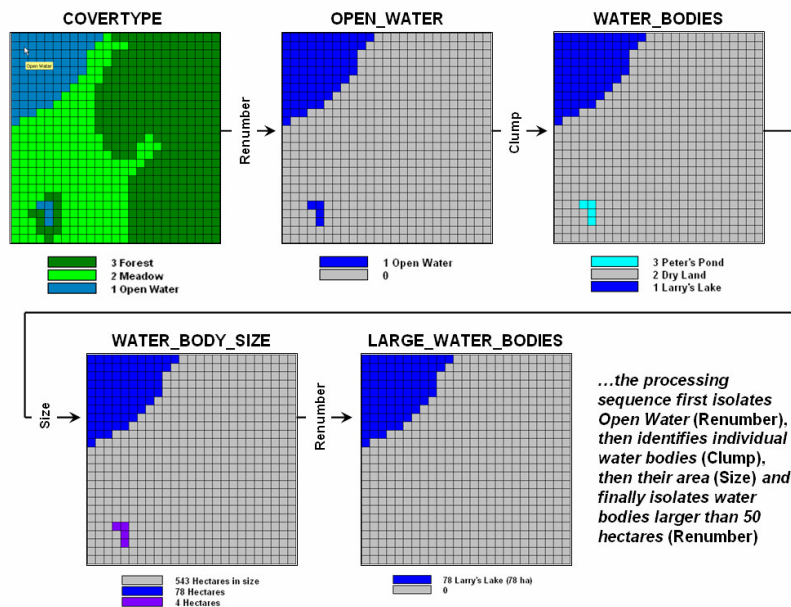 COVERTYPE
OPEN_WATER
WATER_BODIES
Open Water
Renumber
Clump
3 Forest
2 Meadow
1 Open Water
1 Open Water
0
3 Peter's Pond
2 Dry Land
1 Larry's Lake
WATER_BODY_SIZE
LARGE_WATER_BODIES
Size
Renumber
543 Hectares in size
78 Hectares
4 Hectares
78 Larry's Lake (78 ha)
0
...the processing
sequence first isolates
Open Water (Renumber),
then identifies individual
water bodies (Clump),
then their area (Size) and
finally isolates water
bodies larger than 50
hectares (Renumber)